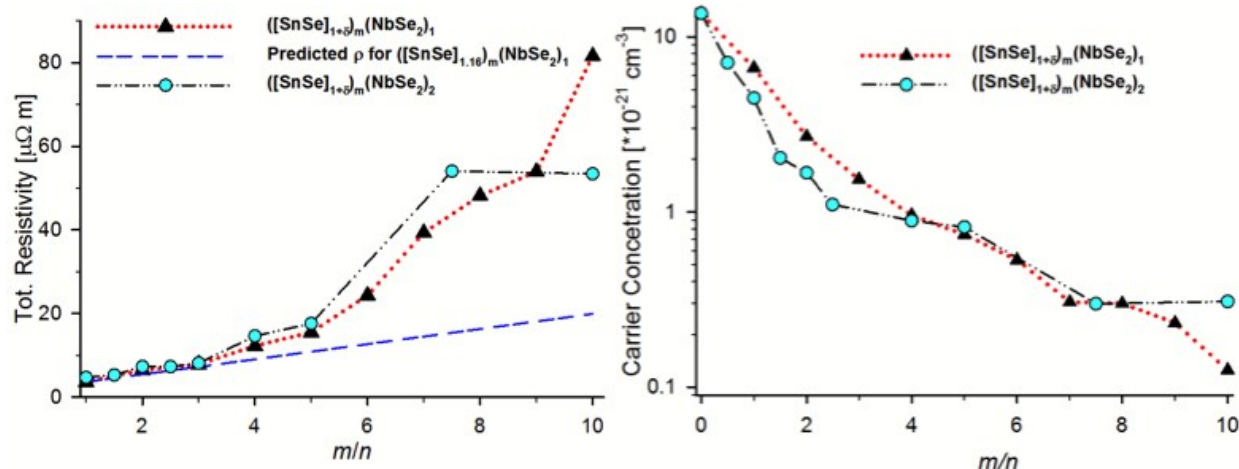 ([SnSe]1+δ)m(NbSe2)1
Predicted ρ for ([SnSe]1.16)m(NbSe2)1
([SnSe]1+δ)m(NbSe2)2
Tot. Resistivity [μΩ m]
80
60
40
20
0
2
4
6
8
10
m/n
([SnSe]1+δ)m(NbSe2)1
([SnSe]1+δ)m(NbSe2)2
Carrier Concetration [*10-21 cm-3]
10
1
0.1
0
2
4
6
8
10
m/n